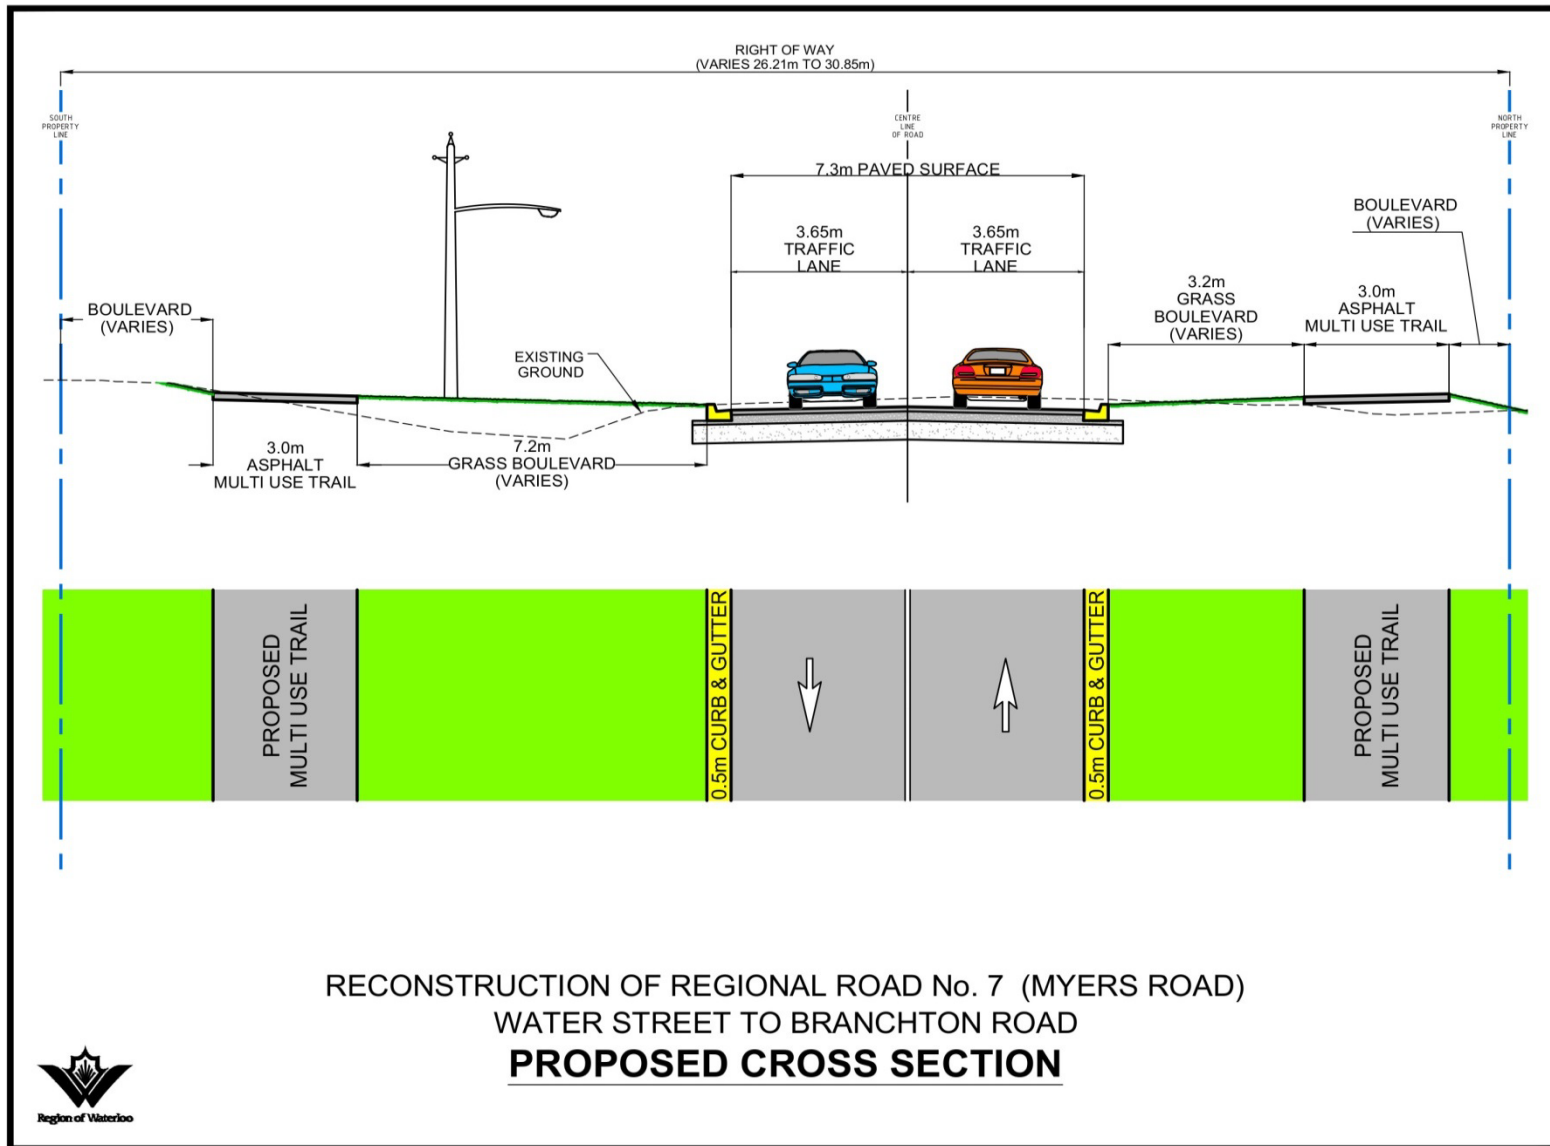 RIGHT OF WAY
(VARIES 26.21m TO 30.85m)
SOUTH
PROPERTY
LINE
CENTRE
LINE
OF ROAD
NORTH
PROPERTY
LINE
7.3m PAVED SURFACE
BOULEVARD
(VARIES)
3.65m
TRAFFIC
LANE
3.65m
TRAFFIC
LANE
3.2m
GRASS
BOULEVARD
(VARIES)
3.0m
ASPHALT
MULTI USE TRAIL
BOULEVARD
(VARIES)
EXISTING
GROUND
3.0m
ASPHALT
MULTI USE TRAIL
7.2m
GRASS BOULEVARD
(VARIES)
PROPOSED
MULTI USE TRAIL
0.5m CURB & GUTTER
0.5m CURB & GUTTER
PROPOSED
MULTI USE TRAIL
RECONSTRUCTION OF REGIONAL ROAD No. 7 (MYERS ROAD)
WATER STREET TO BRANCHTON ROAD
PROPOSED CROSS SECTION
Region of Waterloo